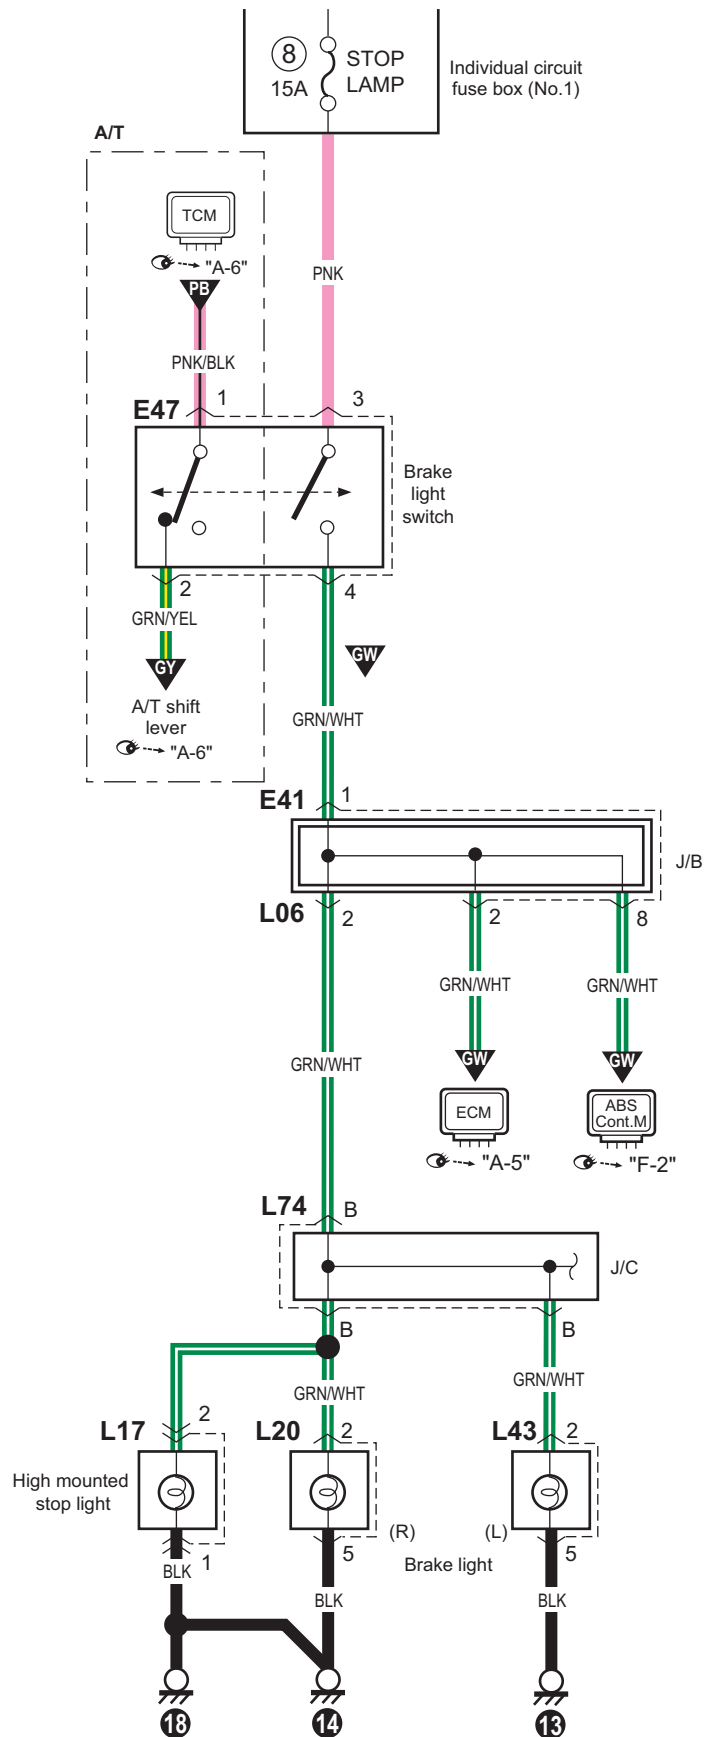 8
15A
STOP
LAMP
Individual circuit
fuse box (No.1)
A/T
TCM
"A-6"
PB
PNK
PNK/BLK
E47
1
3
Brake
light
switch
2
4
GRN/YEL
GY
GW
A/T shift
lever
"A-6"
GRN/WHT
E41
1
J/B
L06
2
2
8
GRN/WHT
GRN/WHT
GRN/WHT
GW
GW
ECM
ABS
Cont.M
"A-5"
"F-2"
L74
B
J/C
B
B
GRN/WHT
GRN/WHT
L17
2
L20
2
L43
2
High mounted
stop light
(R)
(L)
1
5
5
Brake light
BLK
BLK
BLK
18
14
13